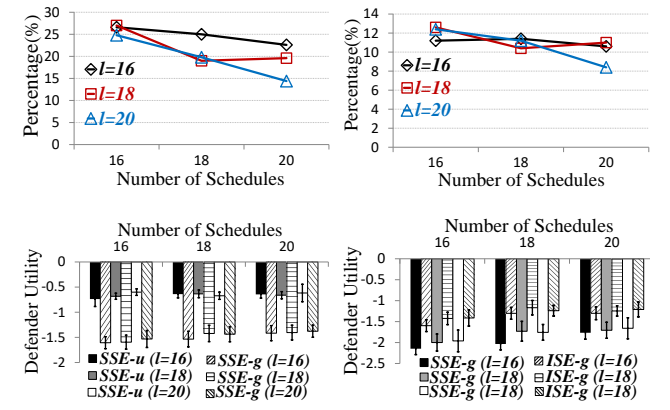 Percentage(%)
30
25
20
15
10
5
0
l=16
l=18
l=20
16 18 20
Number of Schedules
Percentage(%)
14
12
10
8
6
4
2
0
l=16
l=18
l=20
16 18 20
Number of Schedules
Number of Schedules
16 18 20
Defender Utility
0
-0.5
-1
-1.5
-2
SSE-u (l=16) SSE-g (l=16)
SSE-u (l=18) SSE-g (l=18)
SSE-u (l=20) SSE-g (l=20)
Number of Schedules
16 18 20
Defender Utility
0
-0.5
-1
-1.5
-2
-2.5
SSE-g (l=16) ISE-g (l=16)
SSE-g (l=18) ISE-g (l=18)
SSE-g (l=18) ISE-g (l=18)